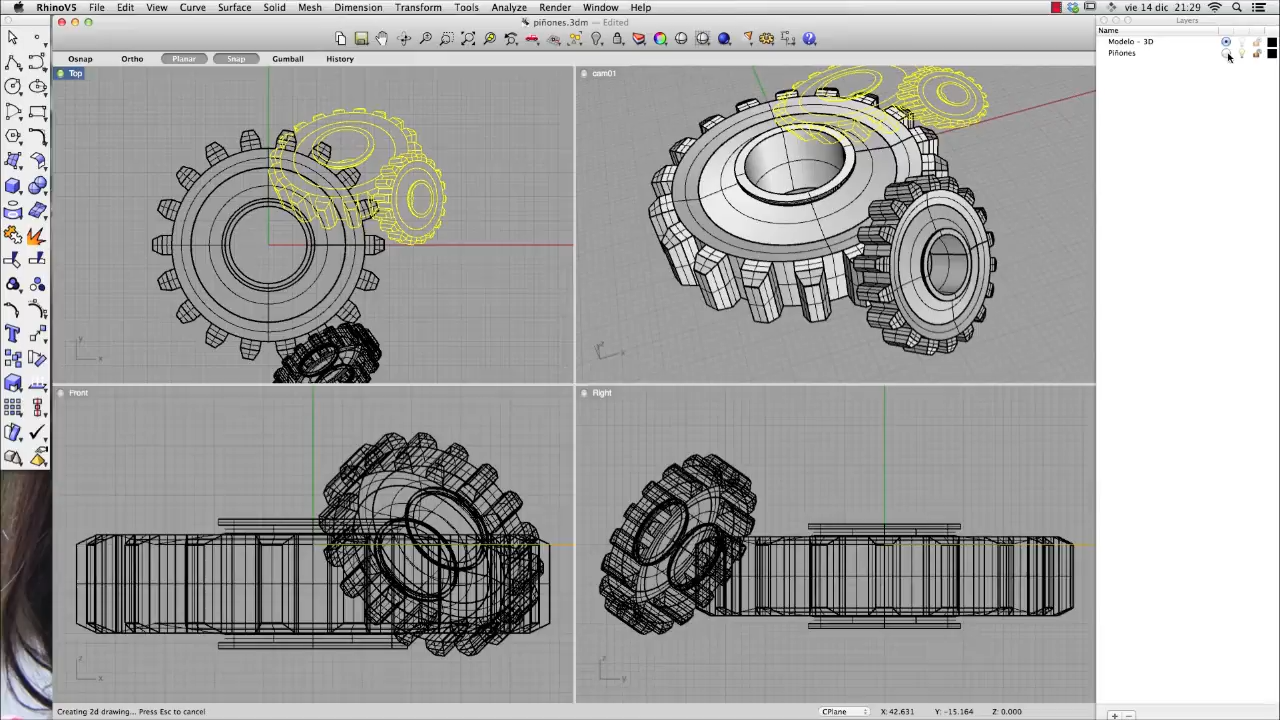 RhinoV5 File Edit View Curve Surface Solid Mesh Dimension Transform Tools Analyze Render Window Help vie 14 dic 21:29
piñones.3dm — Edited
Layers
Name
Modelo - 3D
Piñones
Osnap Ortho Planar Snap Gumball History
Top
cam01
y
x
Front
Right
z
x
z
y
Creating 2d drawing... Press Esc to cancel
CPlane X: 42.631 Y: -15.164 Z: 0.000